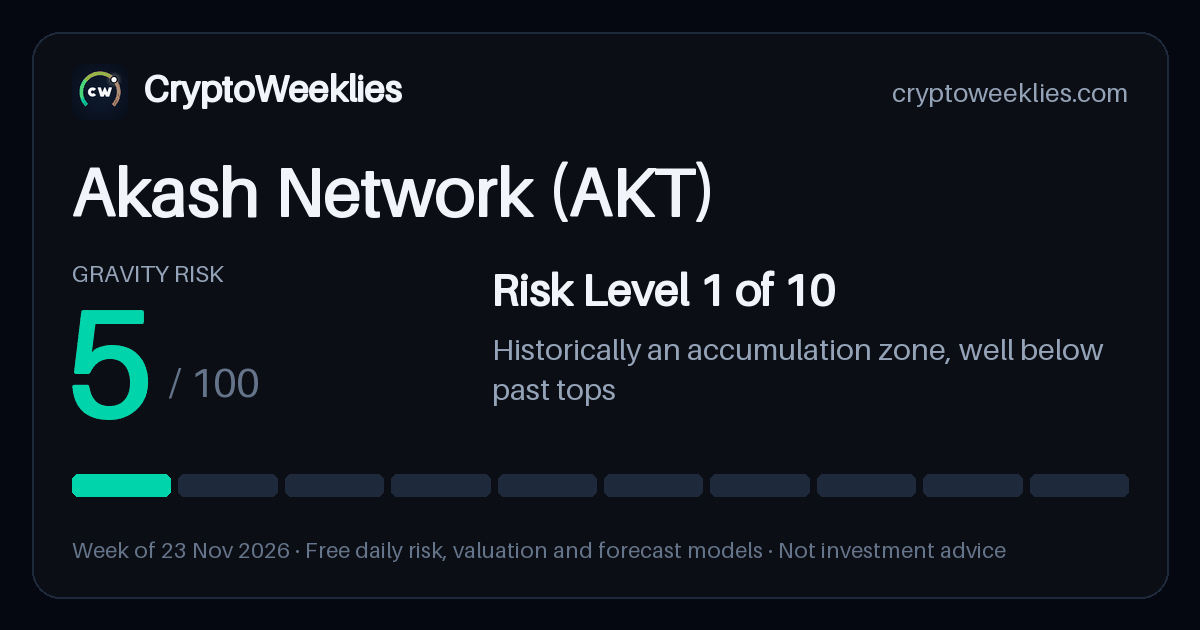 CW
CryptoWeeklies
cryptoweeklies.com
Akash Network (AKT)
GRAVITY RISK
5 / 100
Risk Level 1 of 10
Historically an accumulation zone, well below
past tops
Week of 23 Nov 2026 · Free daily risk, valuation and forecast models · Not investment advice